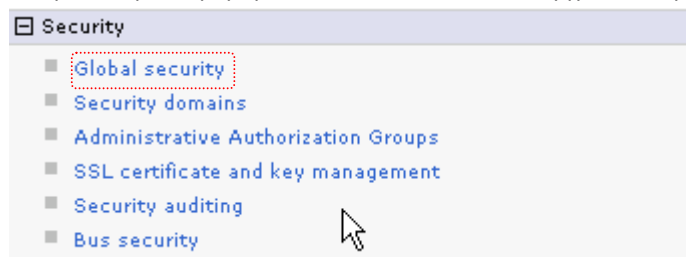 Security
Global security
Security domains
Administrative Authorization Groups
SSL certificate and key management
Security auditing
Bus security